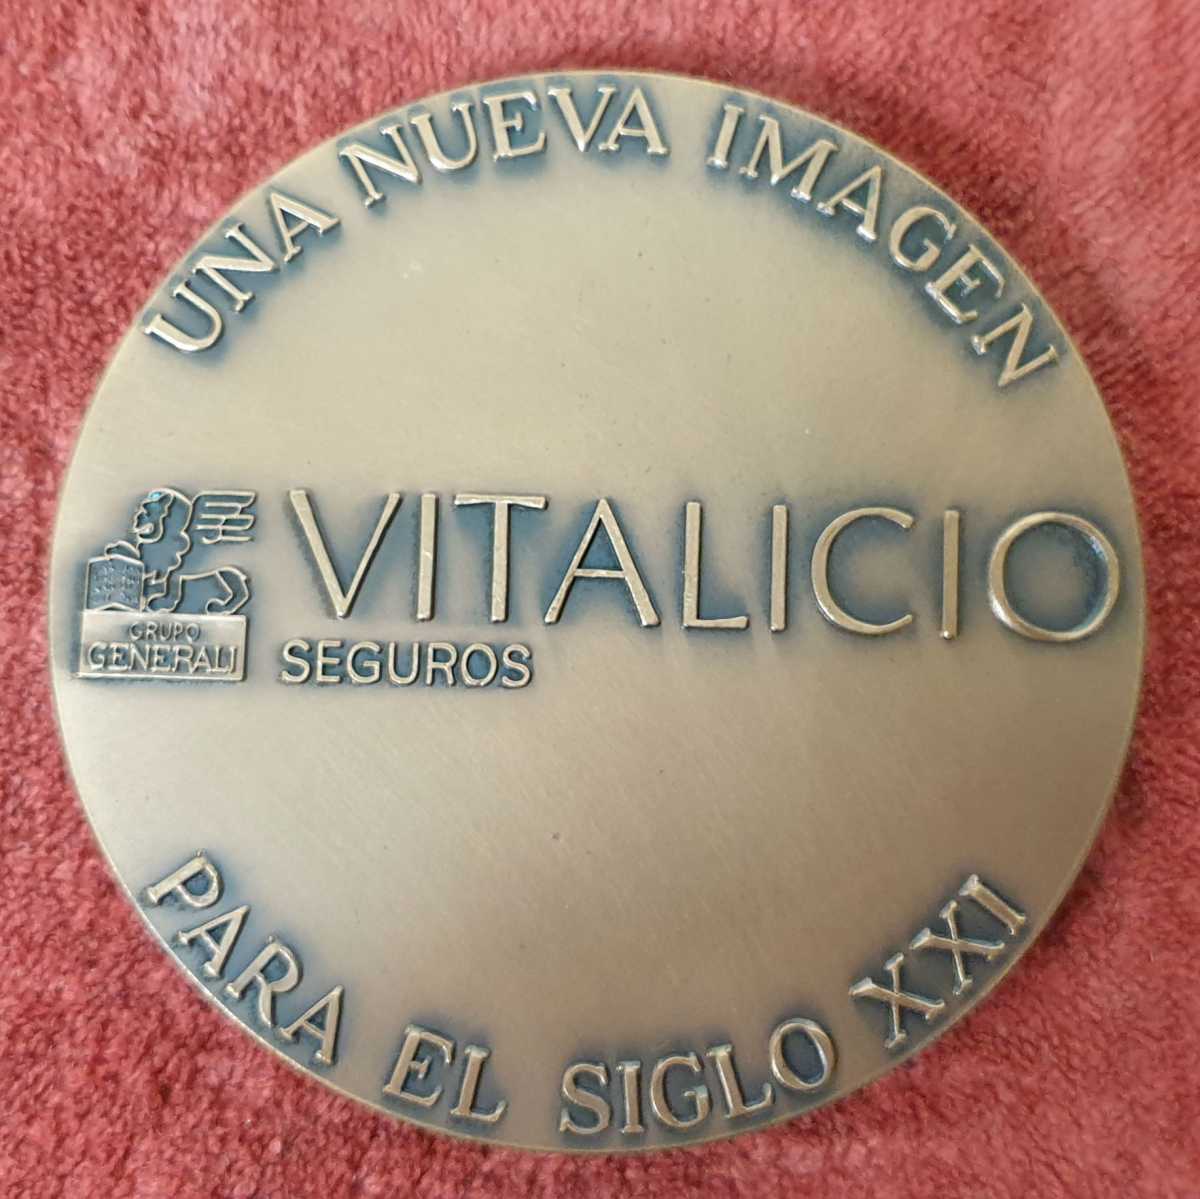 UNA NUEVA IMAGEN
VITALICIO
GRUPO
GENERALI
SEGUROS
PARA EL SIGLO XXI